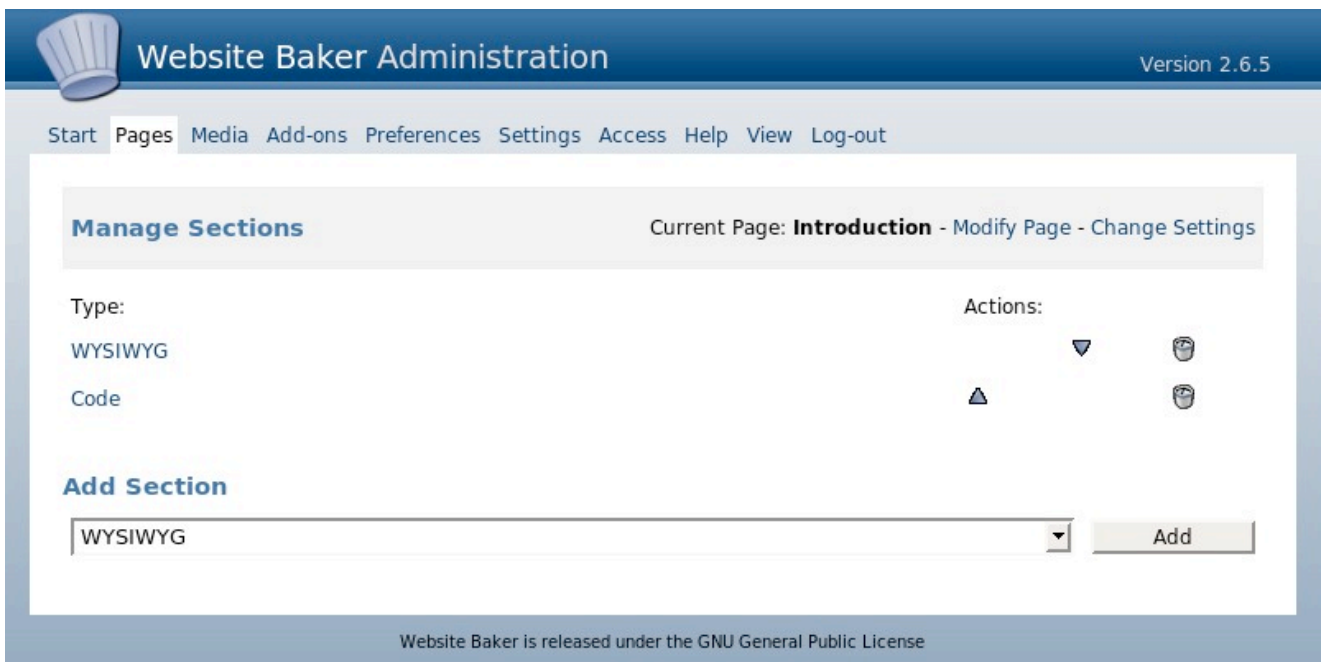 Website Baker Administration
Version 2.6.5
Start Pages Media Add-ons Preferences Settings Access Help View Log-out
Manage Sections
Current Page: Introduction - Modify Page - Change Settings
Type: Actions:
WYSIWYG
Code
Add Section
WYSIWYG
Add
Website Baker is released under the GNU General Public License